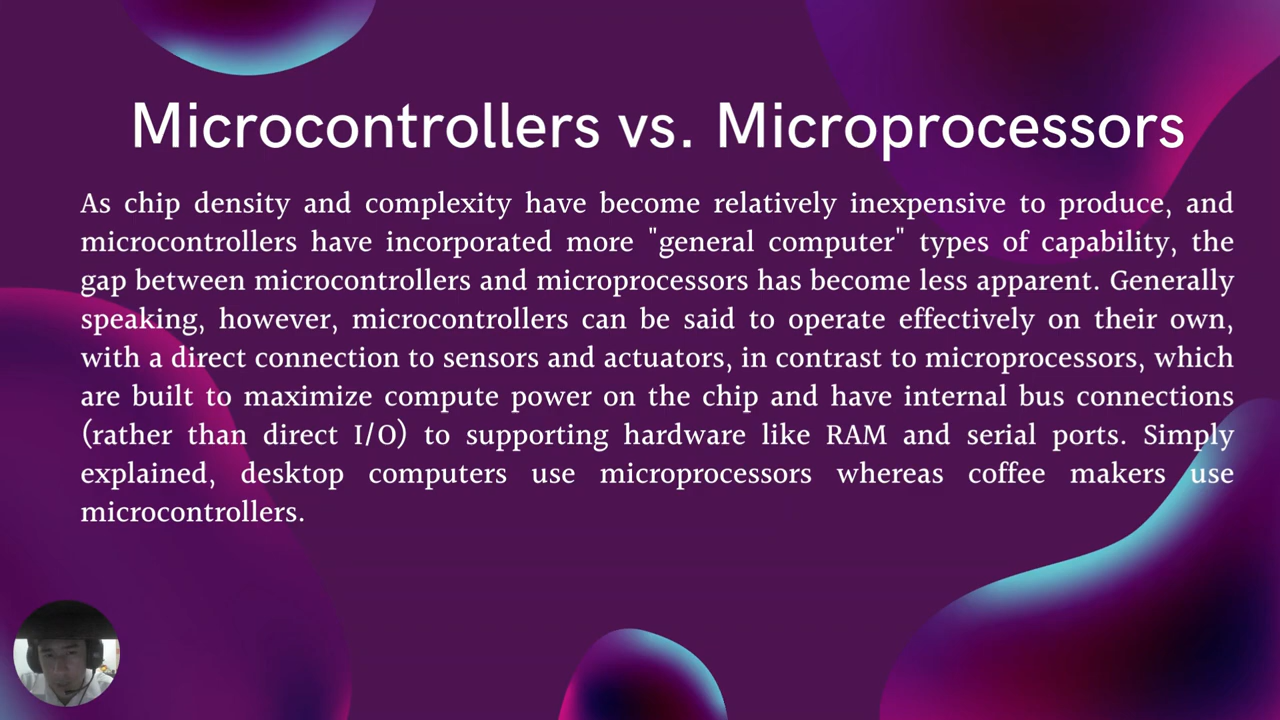 Microcontrollers vs. Microprocessors
As chip density and complexity have become relatively inexpensive to produce, and
microcontrollers have incorporated more "general computer" types of capability, the
gap between microcontrollers and microprocessors has become less apparent. Generally
speaking, however, microcontrollers can be said to operate effectively on their own,
with a direct connection to sensors and actuators, in contrast to microprocessors, which
are built to maximize compute power on the chip and have internal bus connections
(rather than direct I/O) to supporting hardware like RAM and serial ports. Simply
explained, desktop computers use microprocessors whereas coffee makers use
microcontrollers.